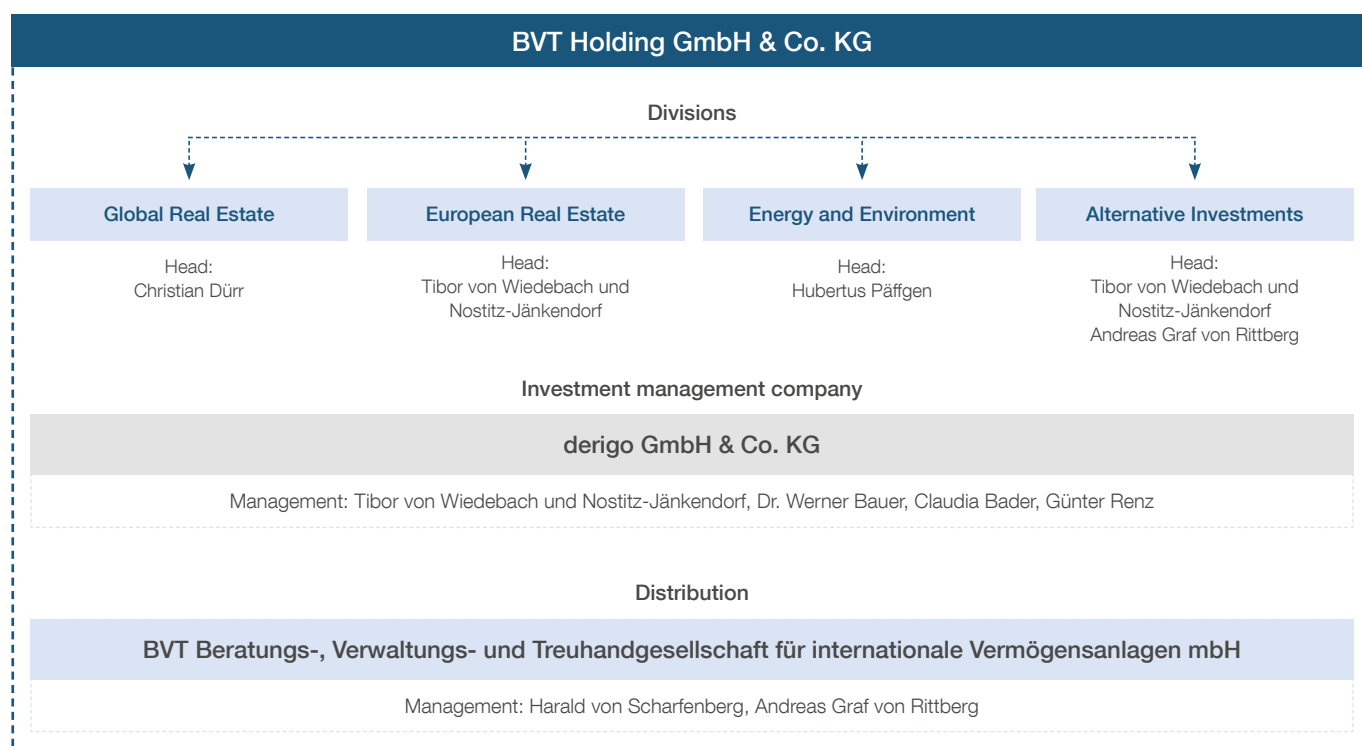 BVT Holding GmbH & Co. KG
Divisions
Global Real Estate
European Real Estate
Energy and Environment
Alternative Investments
Head:
Christian Dürr
Head:
Tibor von Wiedebach und
Nostitz-Jänkendorf
Head:
Hubertus Päffgen
Head:
Tibor von Wiedebach und
Nostitz-Jänkendorf
Andreas Graf von Rittberg
Investment management company
derigo GmbH & Co. KG
Management: Tibor von Wiedebach und Nostitz-Jänkendorf, Dr. Werner Bauer, Claudia Bader, Günter Renz
Distribution
BVT Beratungs-, Verwaltungs- und Treuhandgesellschaft für internationale Vermögensanlagen mbH
Management: Harald von Scharfenberg, Andreas Graf von Rittberg